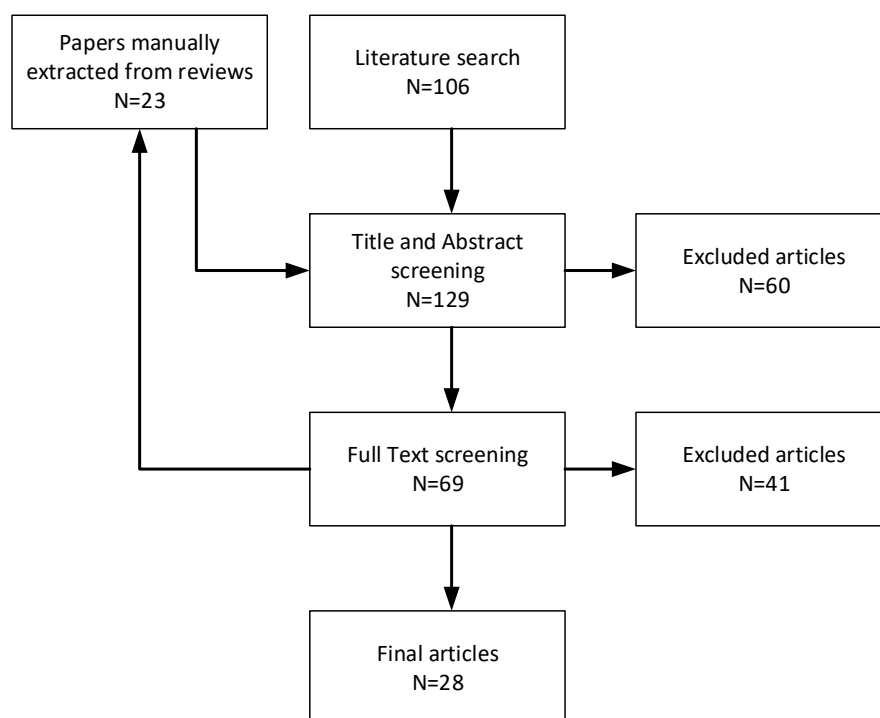 Papers manually
extracted from reviews
N=23
Literature search
N=106
Title and Abstract
screening
N=129
Excluded articles
N=60
Full Text screening
N=69
Excluded articles
N=41
Final articles
N=28